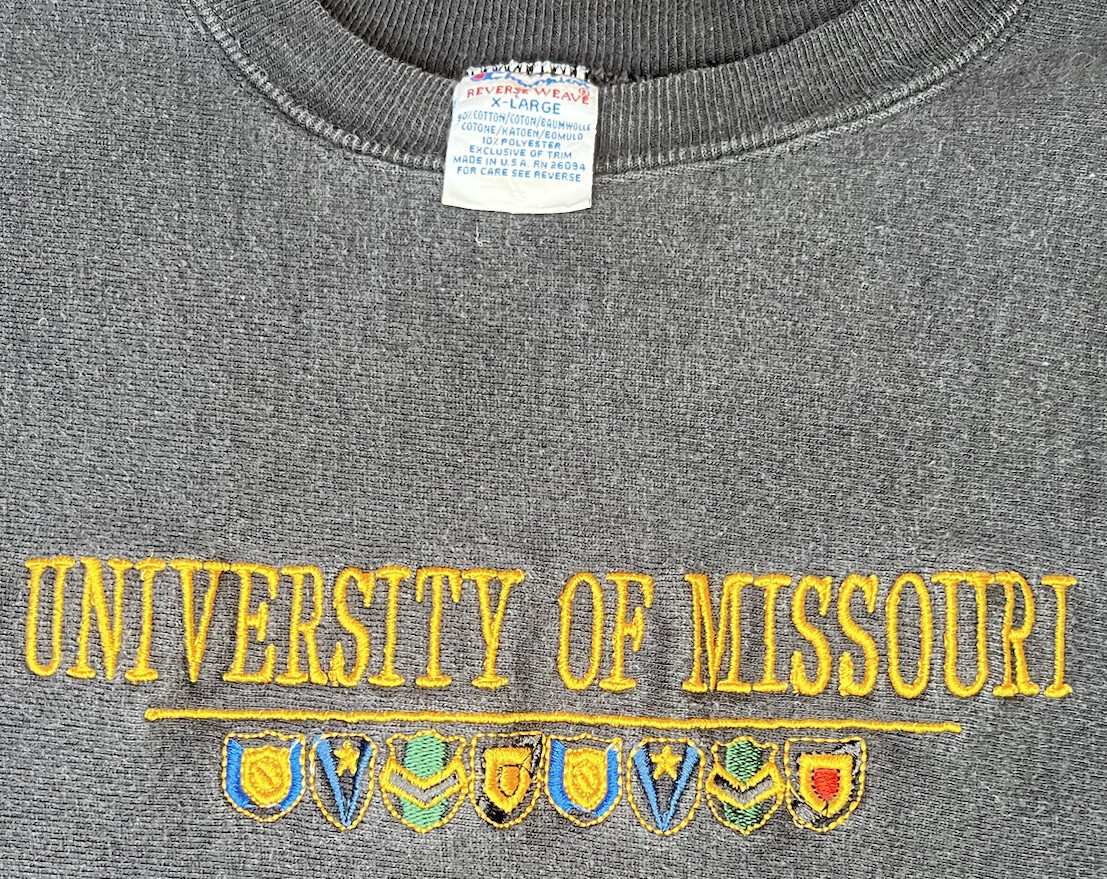 Champion
REVERSE WEAVE®
X-LARGE
90% COTTON/COTON/BAUMWOLLE
COTONE/KATOEN/BOMULD
10% POLYESTER
EXCLUSIVE OF TRIM
MADE IN U.S.A. RN 26094
FOR CARE SEE REVERSE
UNIVERSITY OF MISSOURI